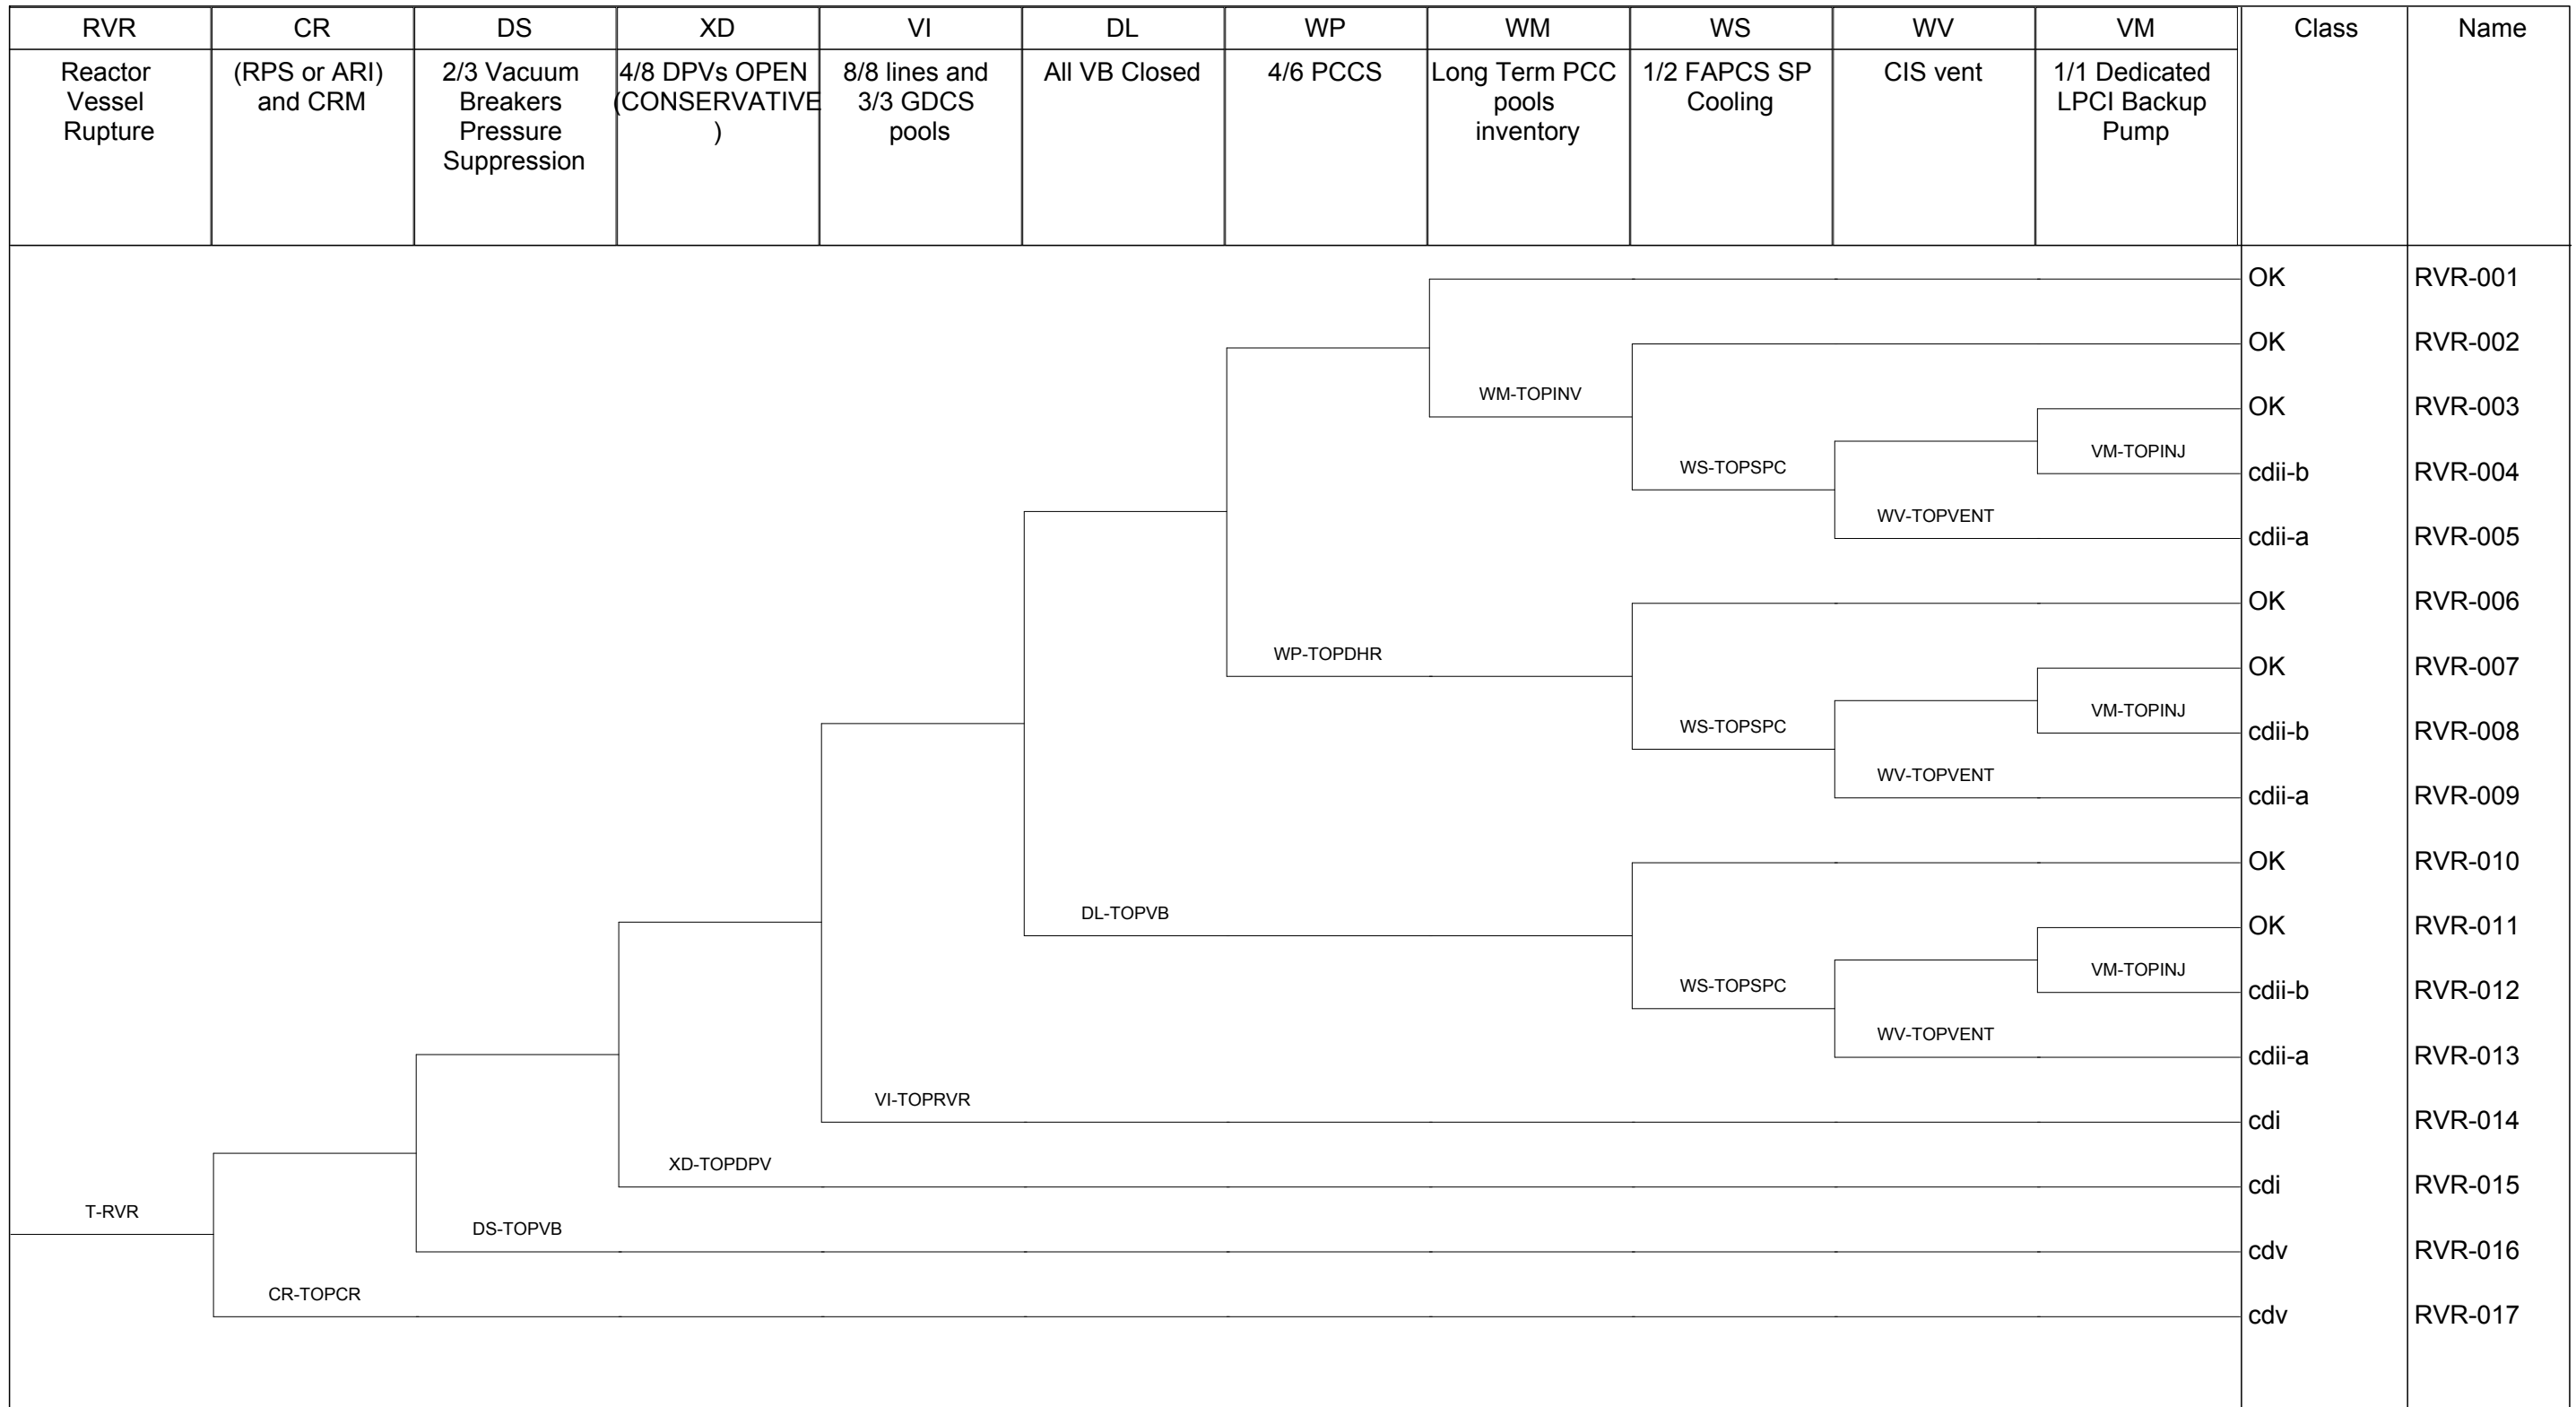 RVR CR DS XD VI DL WP WM WS WV VM Class Name
Reactor
Vessel
Rupture
(RPS or ARI)
and CRM
2/3 Vacuum
Breakers
Pressure
Suppression
4/8 DPVs OPEN
(CONSERVATIVE
)
8/8 lines and
3/3 GDCS
pools
All VB Closed
4/6 PCCS
Long Term PCC
pools
inventory
1/2 FAPCS SP
Cooling
CIS vent
1/1 Dedicated
LPCI Backup
Pump
OK RVR-001
OK RVR-002
WM-TOPINV
OK RVR-003
VM-TOPINJ
WS-TOPSPC
cdii-b RVR-004
WV-TOPVENT
cdii-a RVR-005
OK RVR-006
WP-TOPDHR
OK RVR-007
VM-TOPINJ
WS-TOPSPC
cdii-b RVR-008
WV-TOPVENT
cdii-a RVR-009
OK RVR-010
DL-TOPVB
OK RVR-011
VM-TOPINJ
WS-TOPSPC
cdii-b RVR-012
WV-TOPVENT
cdii-a RVR-013
VI-TOPRVR
cdi RVR-014
XD-TOPDPV
cdi RVR-015
T-RVR
DS-TOPVB
cdv RVR-016
CR-TOPCR
cdv RVR-017